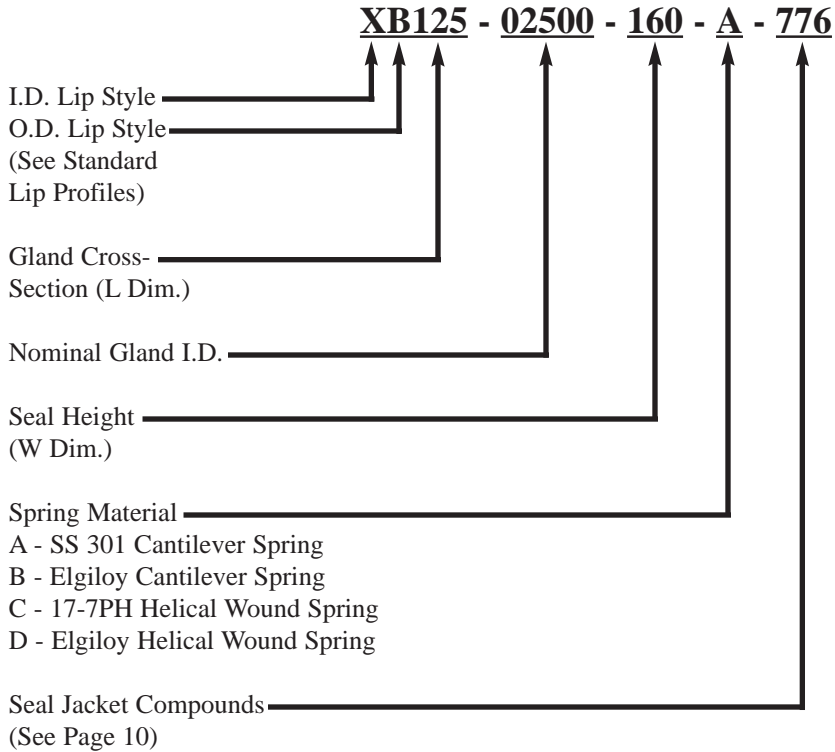 XB125 - 02500 - 160 - A - 776
I.D. Lip Style
O.D. Lip Style
(See Standard
Lip Profiles)
Gland Cross-
Section (L Dim.)
Nominal Gland I.D.
Seal Height
(W Dim.)
Spring Material
A - SS 301 Cantilever Spring
B - Elgiloy Cantilever Spring
C - 17-7PH Helical Wound Spring
D - Elgiloy Helical Wound Spring
Seal Jacket Compounds
(See Page 10)